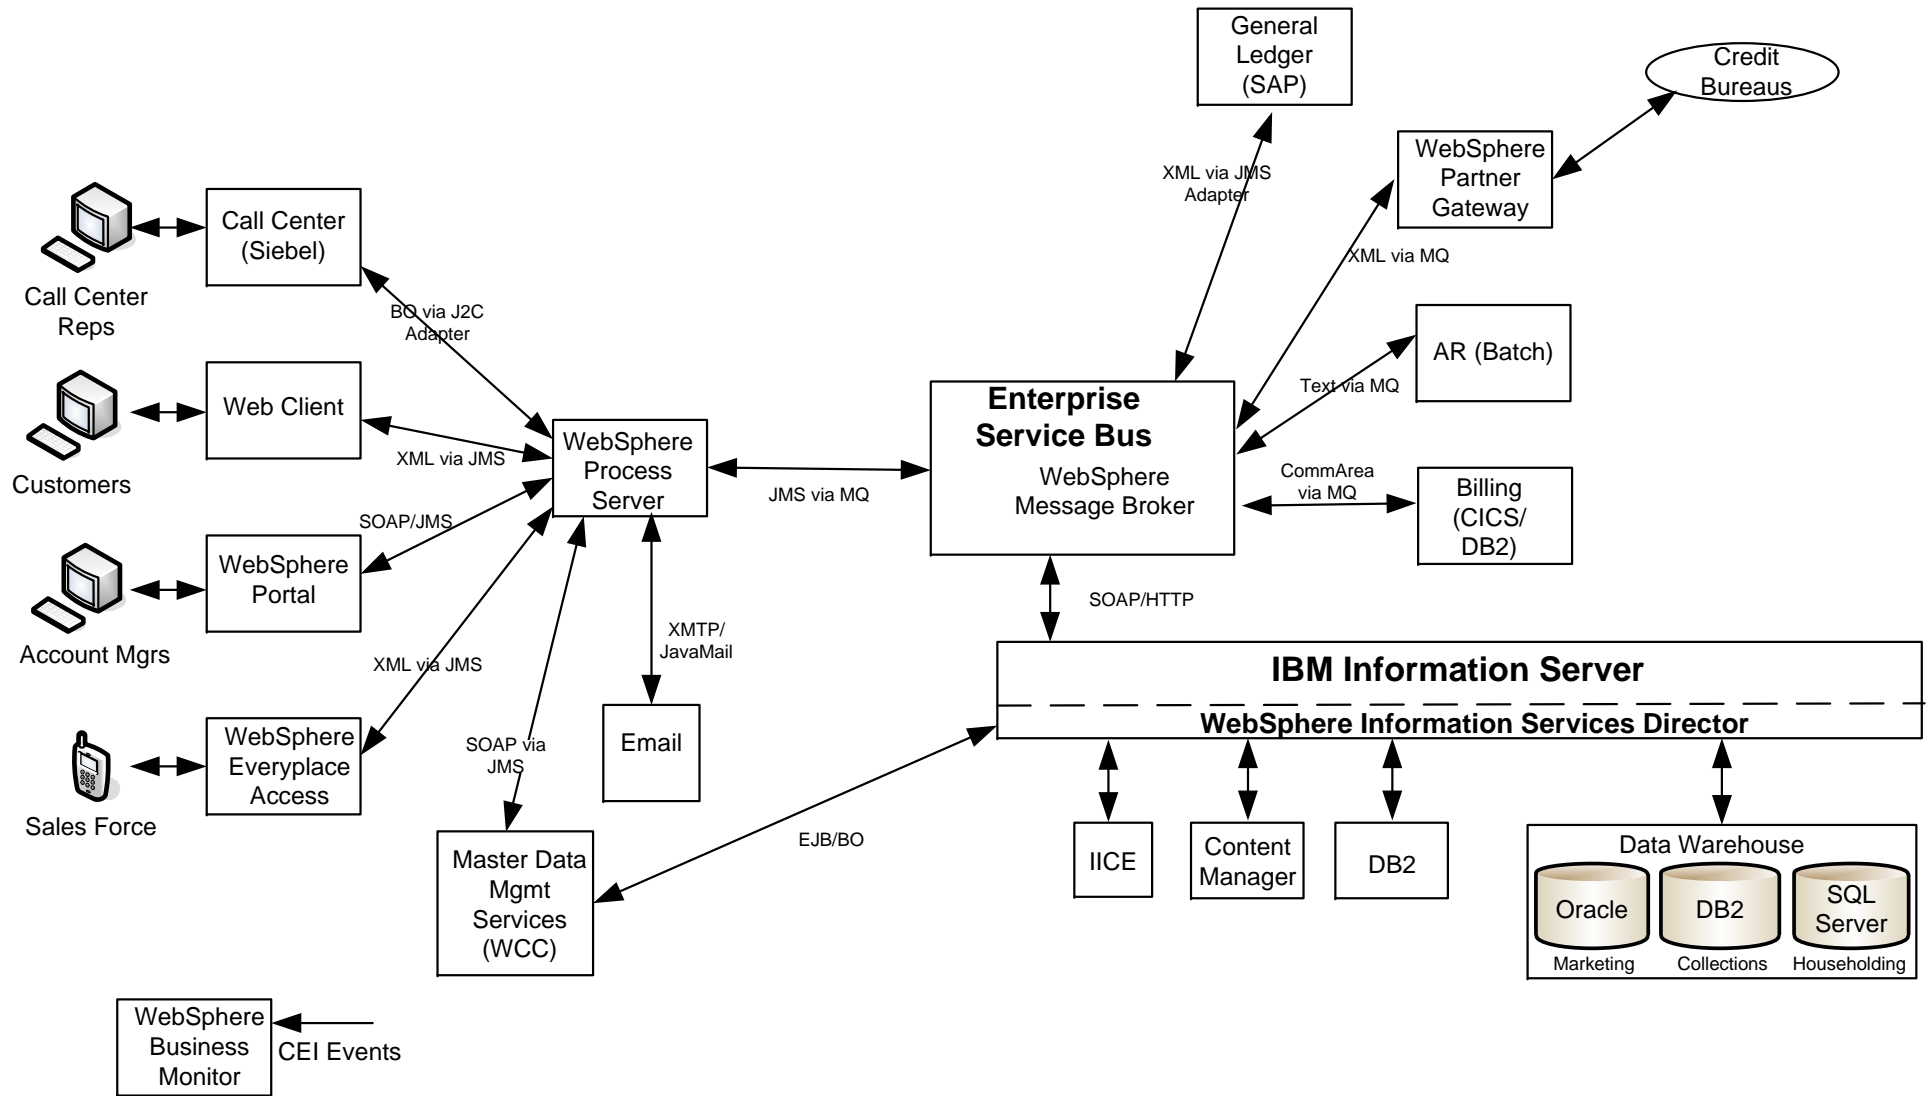 General
Ledger
(SAP)
Credit
Bureaus
WebSphere
Partner
Gateway
XML via JMS
Adapter
XML via MQ
Call Center
(Siebel)
Call Center
Reps
BO via J2C
Adapter
AR (Batch)
Text via MQ
Web Client
Customers
XML via JMS
WebSphere
Process
Server
JMS via MQ
Enterprise
Service Bus
WebSphere
Message Broker
CommArea
via MQ
Billing
(CICS/
DB2)
SOAP/JMS
WebSphere
Portal
Account Mgrs
SOAP/HTTP
XMTP/
JavaMail
XML via JMS
IBM Information Server
WebSphere Information Services Director
WebSphere
Everyplace
Access
Sales Force
SOAP via
JMS
Email
EJB/BO
Master Data
Mgmt
Services
(WCC)
IICE
Content
Manager
DB2
Data Warehouse
Oracle
DB2
SQL
Server
Marketing
Collections
Householding
WebSphere
Business
Monitor
CEI Events